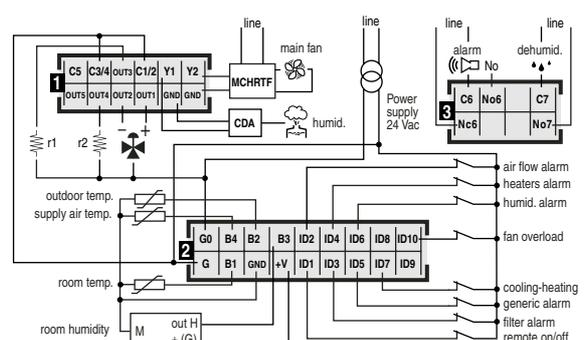 line
line
line
line
alarm
No
dehumid.
main fan
1
C5 C3/4 OUT3 C1/2 Y1 Y2
OUT5 OUT4 OUT2 OUT1 GND GND
MCHRTF
Power
supply
24 Vac
3
C6 No6 C7
Nc6 No7
CDA
humid.
r1
r2
− +
air flow alarm
heaters alarm
humid. alarm
fan overload
outdoor temp.
supply air temp.
2
G0 B4 B2 B3 ID2 ID4 ID6 ID8 ID10
G B1 GND +V ID1 ID3 ID5 ID7 ID9
room temp.
cooling-heating
generic alarm
filter alarm
remote on/off
room humidity
M
out H
+ (G)